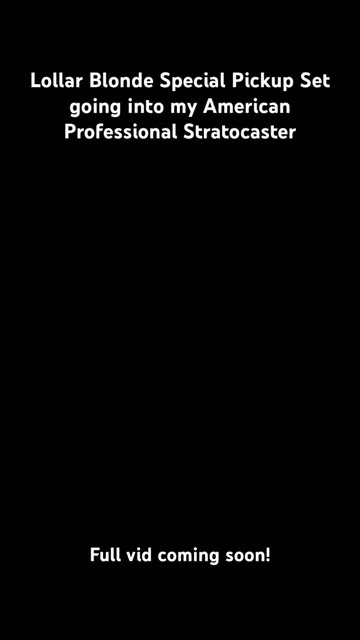 Lollar Blonde Special Pickup Set
going into my American
Professional Stratocaster
Full vid coming soon!